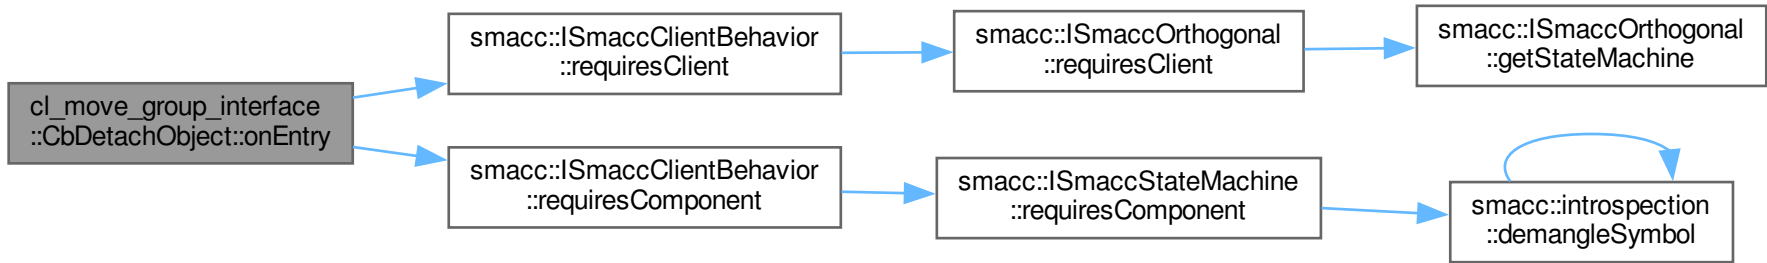 cl_move_group_interface
::CbDetachObject::onEntry
smacc::ISmaccClientBehavior
::requiresClient
smacc::ISmaccOrthogonal
::requiresClient
smacc::ISmaccOrthogonal
::getStateMachine
smacc::ISmaccClientBehavior
::requiresComponent
smacc::ISmaccStateMachine
::requiresComponent
smacc::introspection
::demangleSymbol